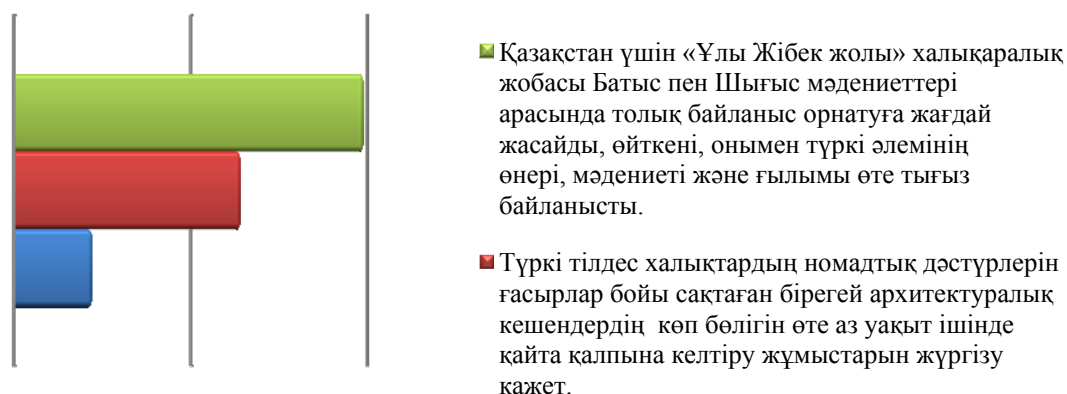 Қазақстан үшін «Ұлы Жібек жолы» халықаралық
жобасы Батыс пен Шығыс мәдениеттері
арасында толық байланыс орнатуға жағдай
жасайды, өйткені, онымен түркі әлемінің
өнері, мәдениеті және ғылымы өте тығыз
байланысты.
Түркі тілдес халықтардың номадтық дәстүрлерін
ғасырлар бойы сақтаған бірегей архитектуралық
кешендердің көп бөлігін өте аз уақыт ішінде
қайта қалпына келтіру жұмыстарын жүргізу
қажет.